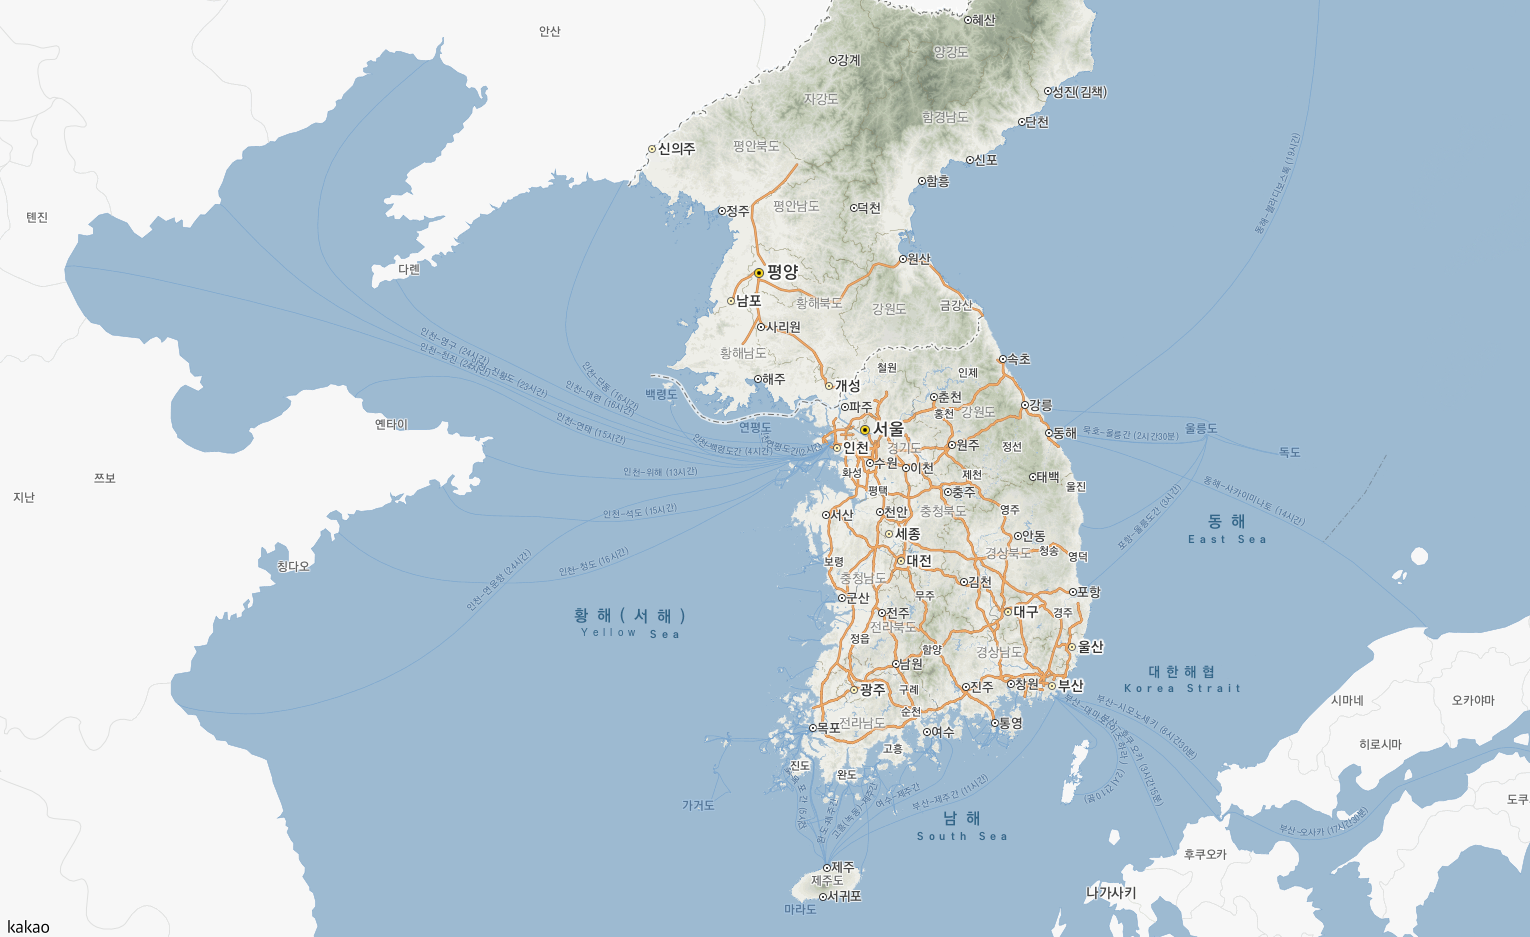 혜산
안산
양강도
강계
성진(김책)
자강도
함경남도
단천
평안북도
신의주
신포
함흥
평안남도
덕천
정주
톈진
동해-블라디보스톡 (19시간)
원산
다롄
평양
남포
황해북도
강원도
금강산
사리원
인천-영구 (24시간)
황해남도
속초
철원
인제
해주
개성
인천-단동 (16시간)
인천-대련 (16시간)
백령도
파주
춘천
강릉
강원도
홍천
옌타이
인천-연태 (15시간)
연평도
서울
동해
묵호-울릉간 (2시간30분)
울릉도
인천
경기도
원주
정선
독도
인천-백령도간 (4시간)
수원
이천
화성
제천
태백
인천-위해 (13시간)
쯔보
지난
울진
평택
충주
동해-사카이미나토 (14시간)
서산
천안
충청북도
영주
인천-석도 (15시간)
포항-울릉도간 (3시간)
동해
East Sea
세종
안동
청송
경상북도
영덕
보령
대전
칭다오
인천-청도 (16시간)
인천-연운항 (24시간)
충청남도
김천
군산
무주
포항
황해(서해)
Yellow Sea
전주
대구
경주
전라북도
정읍
함양
경상남도
울산
남원
대한해협
Korea Strait
광주
구례
진주
창원
부산
시마네
오카야마
부산-시모노세키 (8시간30분)
전라남도
순천
목포
여수
통영
고흥
히로시마
진도
완도
가거도
여수-제주간
부산-제주간 (11시간)
도쿠
남해
South Sea
부산-오사카 (17시간30분)
후쿠오카
제주
제주도
서귀포
마라도
나가사키
kakao